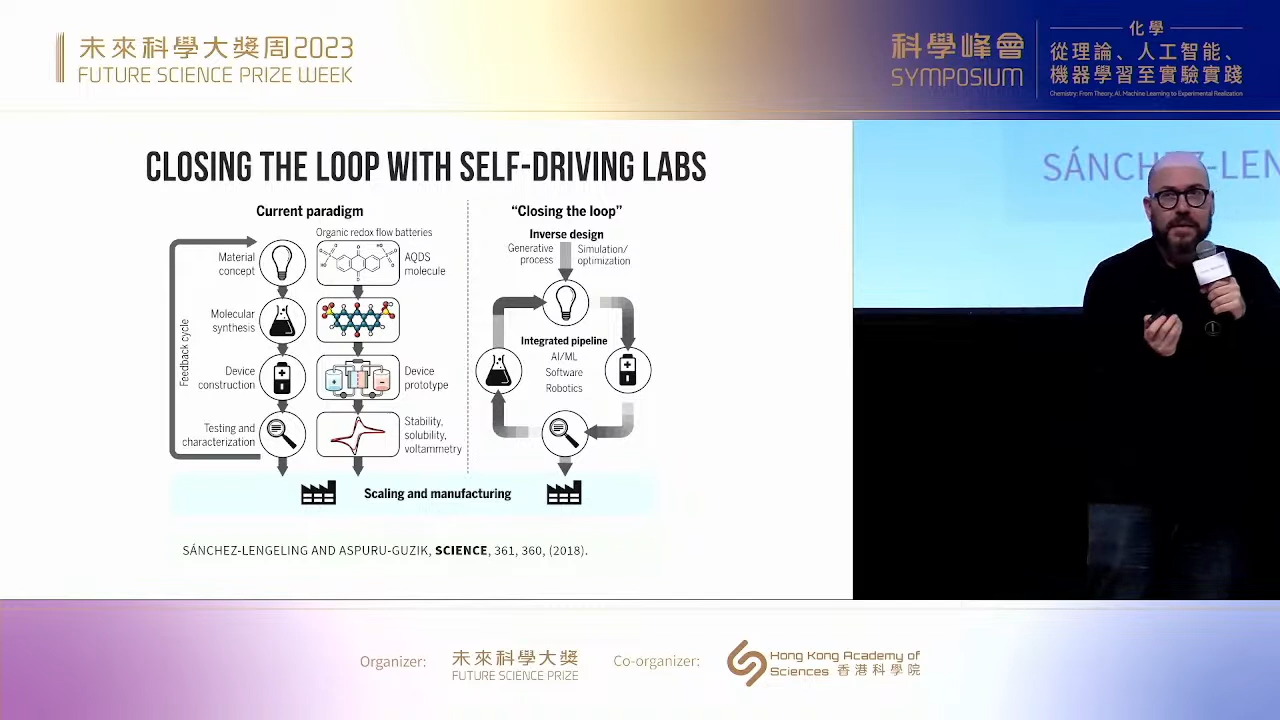 未來科學大獎周2023
FUTURE SCIENCE PRIZE WEEK
科學峰會
SYMPOSIUM
化學
從理論、人工智能、
機器學習至實驗實踐
Chemistry: From Theory, AI, Machine Learning to Experimental Realization
CLOSING THE LOOP WITH SELF-DRIVING LABS
Current paradigm
Organic redox flow batteries
Material
concept
AQDS
molecule
Molecular
synthesis
Feedback cycle
Device
construction
Device
prototype
Testing and
characterization
Stability,
solubility,
voltammetry
"Closing the loop"
Inverse design
Generative
process
Simulation/
optimization
Integrated pipeline
AI/ML
Software
Robotics
Scaling and manufacturing
SÁNCHEZ-LENGELING AND ASPURU-GUZIK, SCIENCE, 361, 360, (2018).
SÁNCHEZ-LEN
Organizer:
未來科學大獎
FUTURE SCIENCE PRIZE
Co-organizer:
Hong Kong Academy of
Sciences 香港科學院